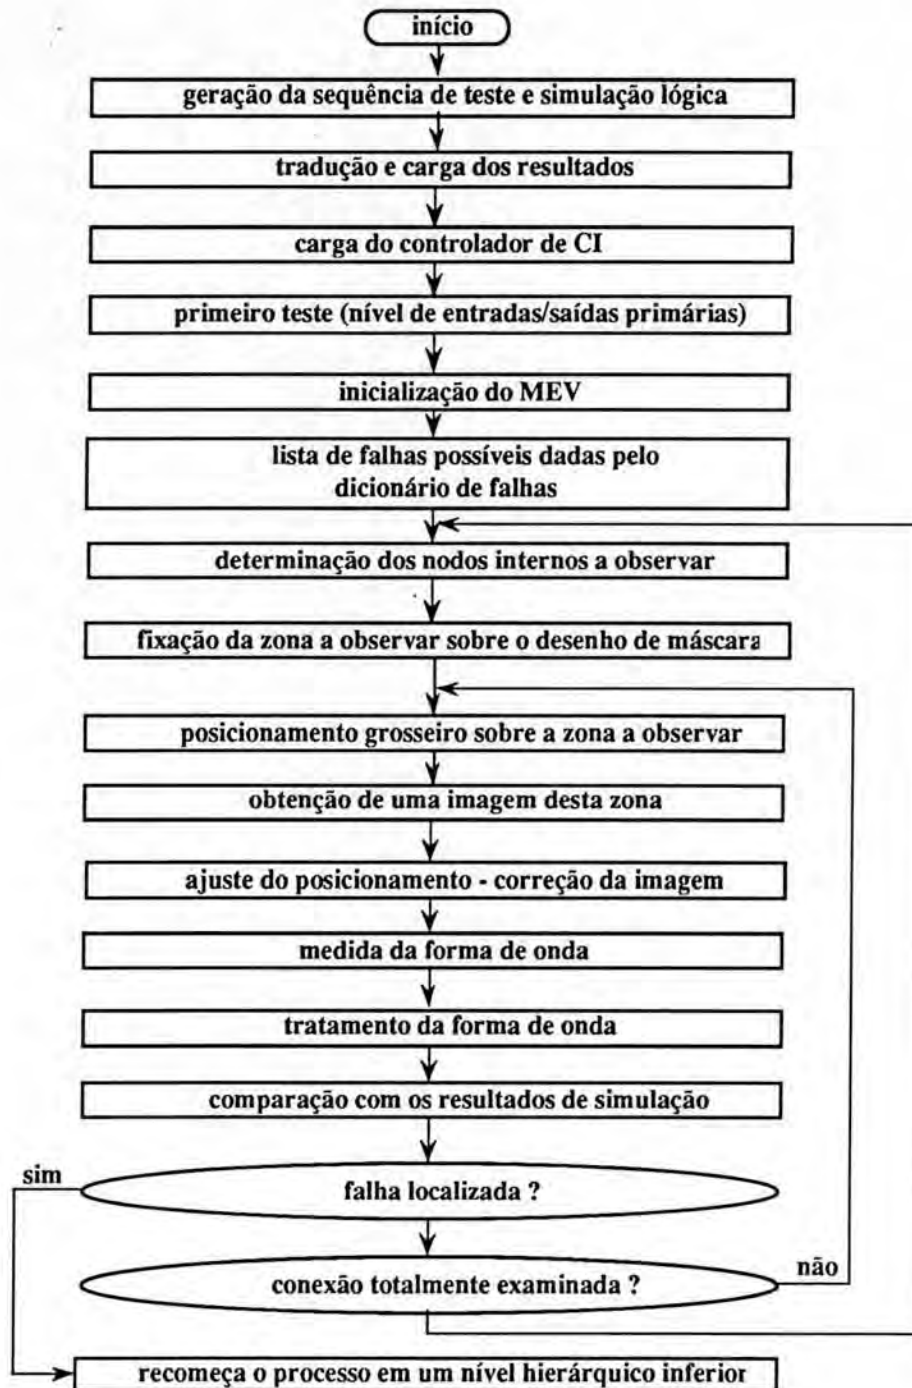 início
geração da sequência de teste e simulação lógica
tradução e carga dos resultados
carga do controlador de CI
primeiro teste (nível de entradas/saídas primárias)
inicialização do MEV
lista de falhas possíveis dadas pelo
dicionário de falhas
determinação dos nodos internos a observar
fixação da zona a observar sobre o desenho de máscara
posicionamento grosseiro sobre a zona a observar
obtenção de uma imagem desta zona
ajuste do posicionamento - correção da imagem
medida da forma de onda
tratamento da forma de onda
comparação com os resultados de simulação
sim
falha localizada ?
conexão totalmente examinada ?
não
recomeça o processo em um nível hierárquico inferior